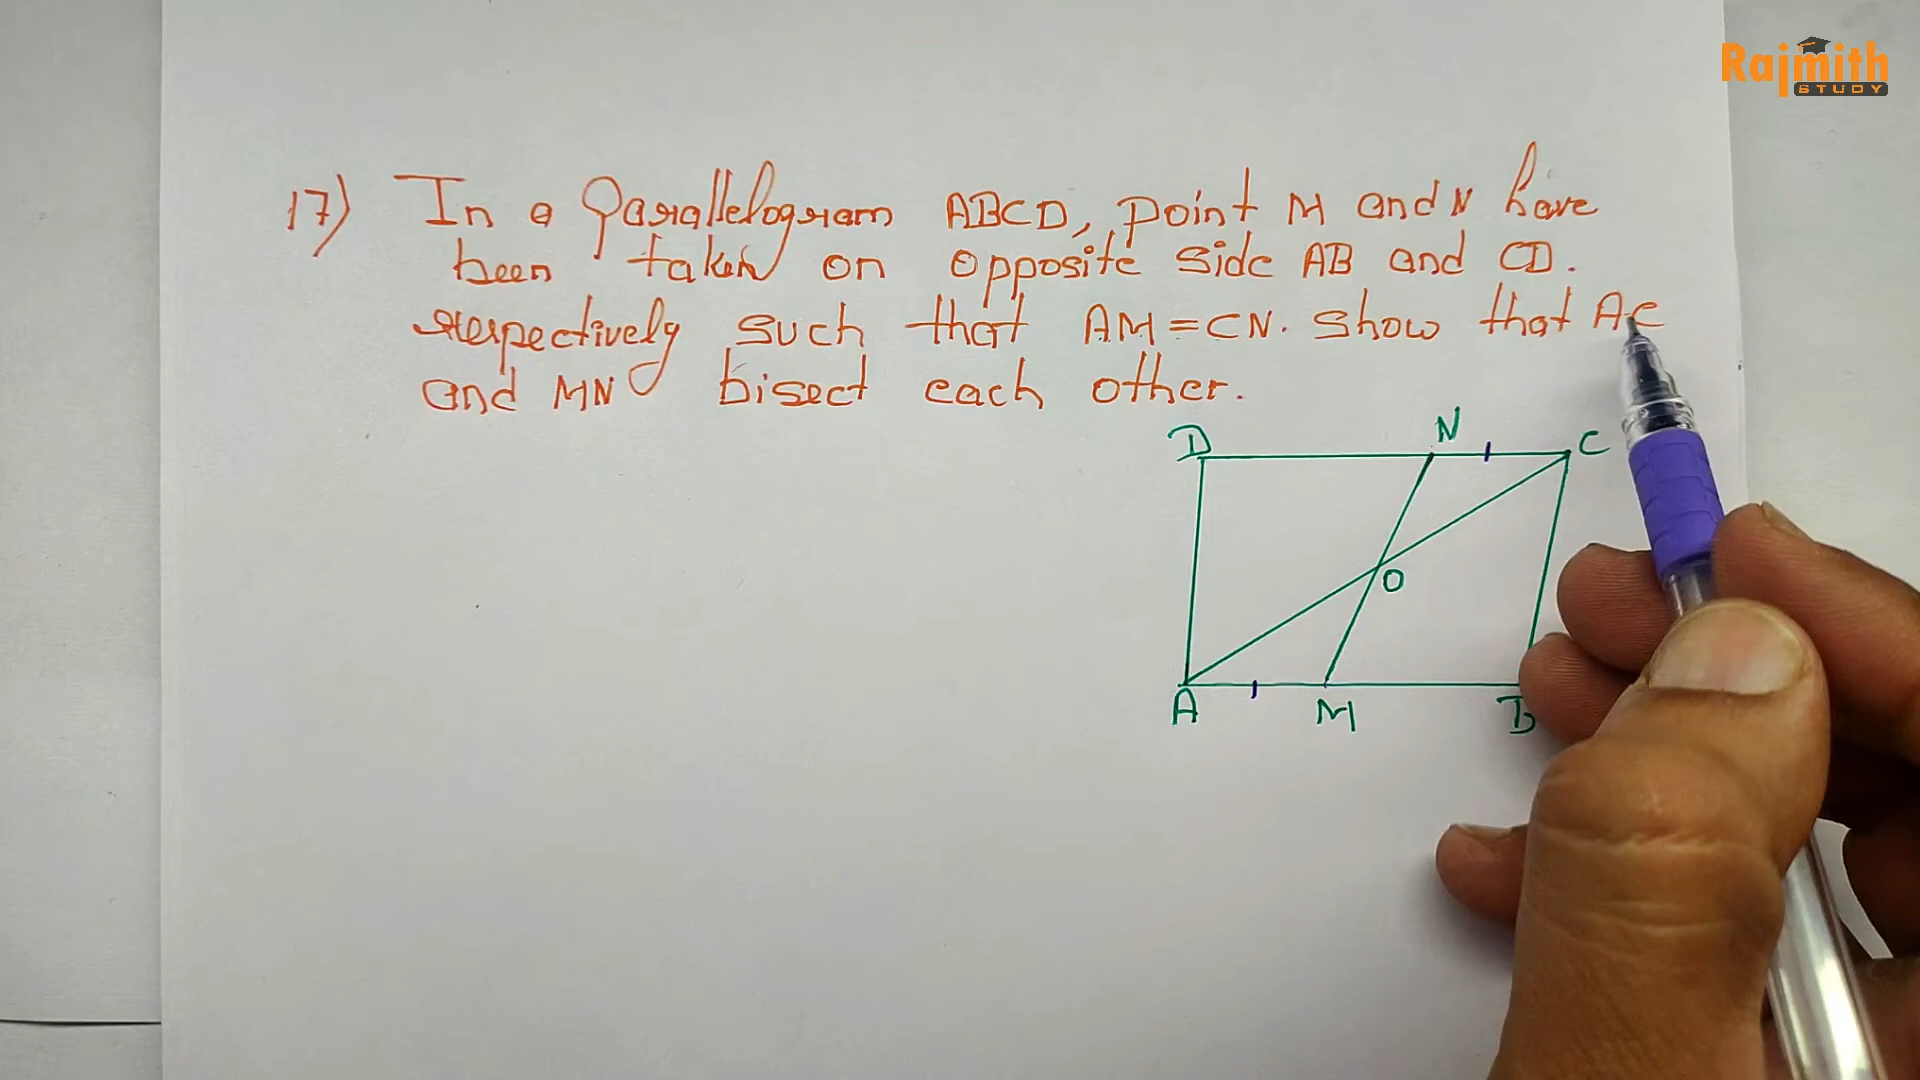 Rajmith
STUDY
17) In a Parallelogram ABCD, point M and N have
been taken on opposite side AB and CD.
respectively such that AM=CN. Show that AC
and MN bisect each other.
D N C
O
A M B